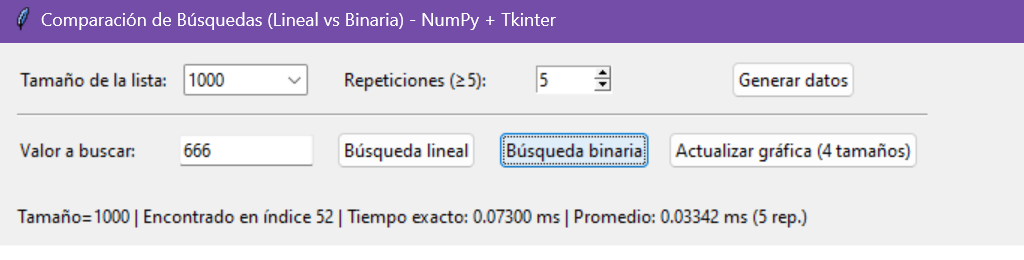 Comparación de Búsquedas (Lineal vs Binaria) - NumPy + Tkinter
Tamaño de la lista: 1000 Repeticiones (≥5): 5 Generar datos
Valor a buscar: 666 Búsqueda lineal Búsqueda binaria Actualizar gráfica (4 tamaños)
Tamaño=1000 | Encontrado en índice 52 | Tiempo exacto: 0.07300 ms | Promedio: 0.03342 ms (5 rep.)